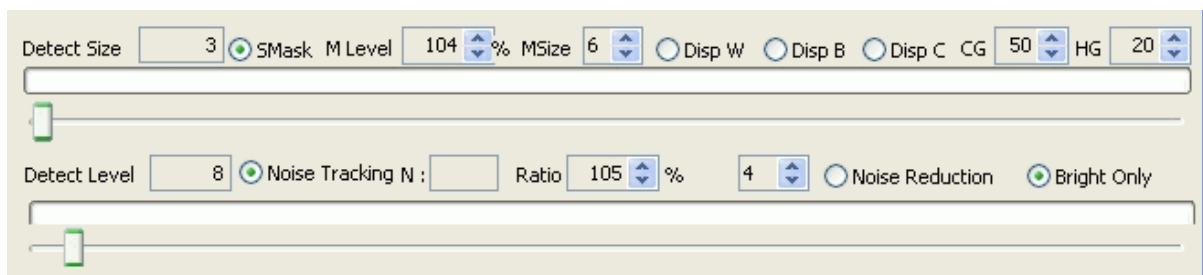 Detect Size 3 SMask M Level 104 % MSize 6 Disp W Disp B Disp C CG 50 HG 20
Detect Level 8 Noise Tracking N : Ratio 105 % 4 Noise Reduction Bright Only